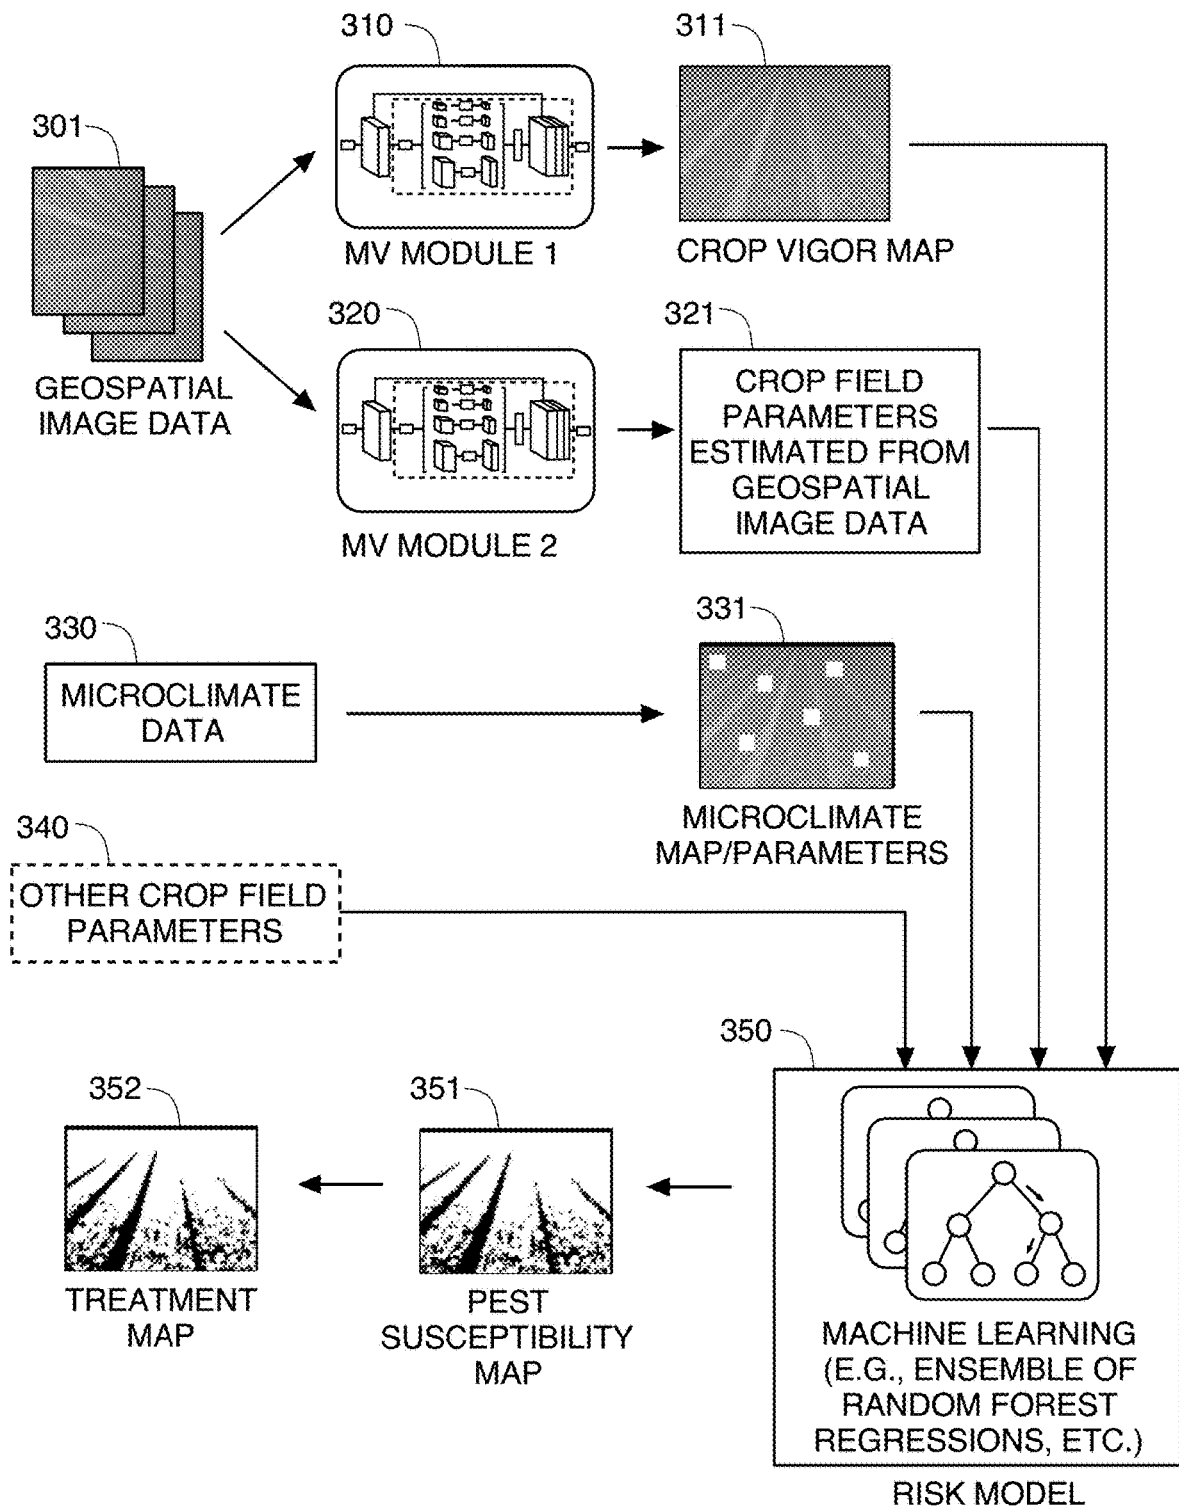 310
311
301
MV MODULE 1
CROP VIGOR MAP
GEOSPATIAL
IMAGE DATA
320
321
CROP FIELD
PARAMETERS
ESTIMATED FROM
GEOSPATIAL
IMAGE DATA
MV MODULE 2
330
MICROCLIMATE
DATA
331
MICROCLIMATE
MAP/PARAMETERS
340
OTHER CROP FIELD
PARAMETERS
350
352
351
TREATMENT
MAP
PEST
SUSCEPTIBILITY
MAP
MACHINE LEARNING
(E.G., ENSEMBLE OF
RANDOM FOREST
REGRESSIONS, ETC.)
RISK MODEL